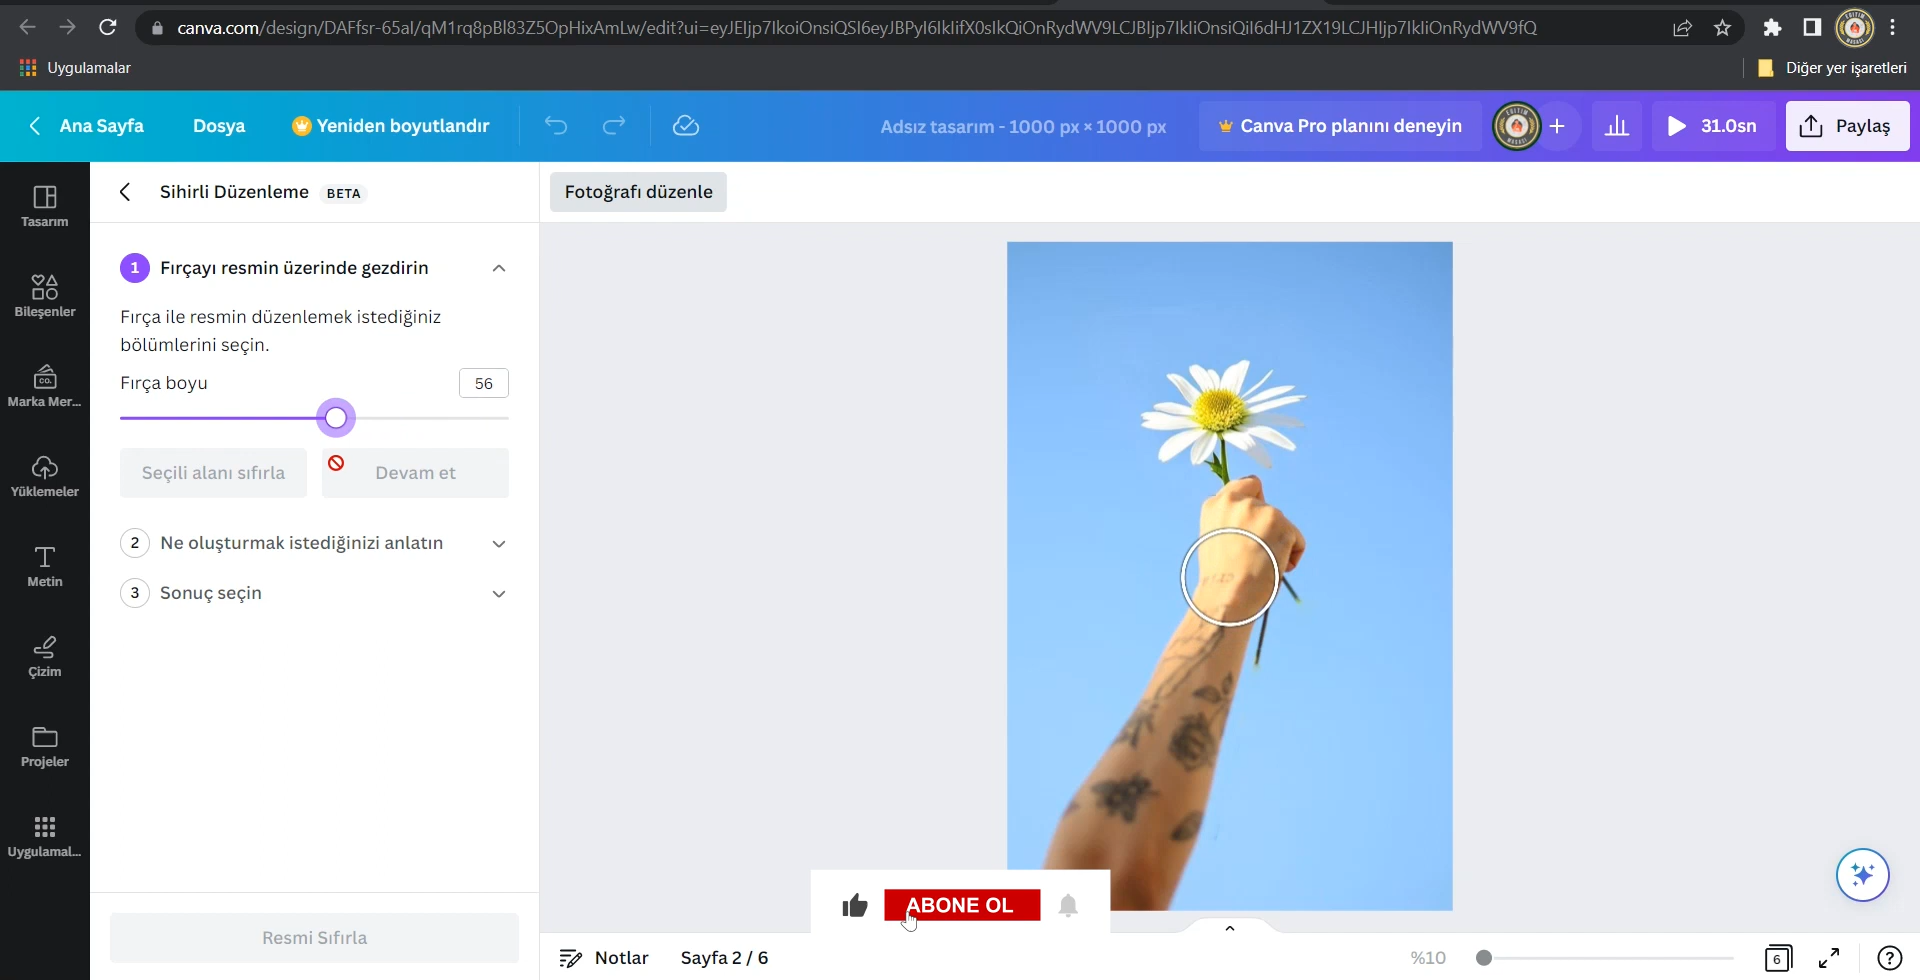 canva.com/design/DAFfsr-65aI/qM1rq8pBl83Z5OpHixAmLw/edit?ui=eyJEIjp7IkoiOnsiQSI6eyJBPyI6IklifX0sIkQiOnRydWV9LCJBIjp7IkIiOnsiQiI6dHJ1ZX19LCJHIjp7IkIiOnRydWV9fQ
Uygulamalar
Diğer yer işaretleri
Ana Sayfa
Dosya
Yeniden boyutlandır
Adsız tasarım - 1000 px × 1000 px
Canva Pro planını deneyin
31.0sn
Paylaş
Tasarım
Bileşenler
Marka Mer...
Yüklemeler
Metin
Çizim
Projeler
Uygulamal...
Sihirli Düzenleme BETA
1 Fırçayı resmin üzerinde gezdirin
Fırça ile resmin düzenlemek istediğiniz
bölümlerini seçin.
Fırça boyu 56
Seçili alanı sıfırla
Devam et
2 Ne oluşturmak istediğinizi anlatın
3 Sonuç seçin
Resmi Sıfırla
Fotoğrafı düzenle
ABONE OL
Notlar
Sayfa 2 / 6
%10
6